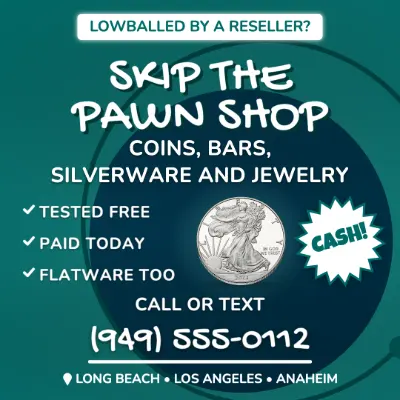 LOWBALLED BY A RESELLER?
SKIP THE
PAWN SHOP
COINS, BARS,
SILVERWARE AND JEWELRY
TESTED FREE
PAID TODAY
FLATWARE TOO
CASH!
CALL OR TEXT
(949) 555-0112
LONG BEACH • LOS ANGELES • ANAHEIM